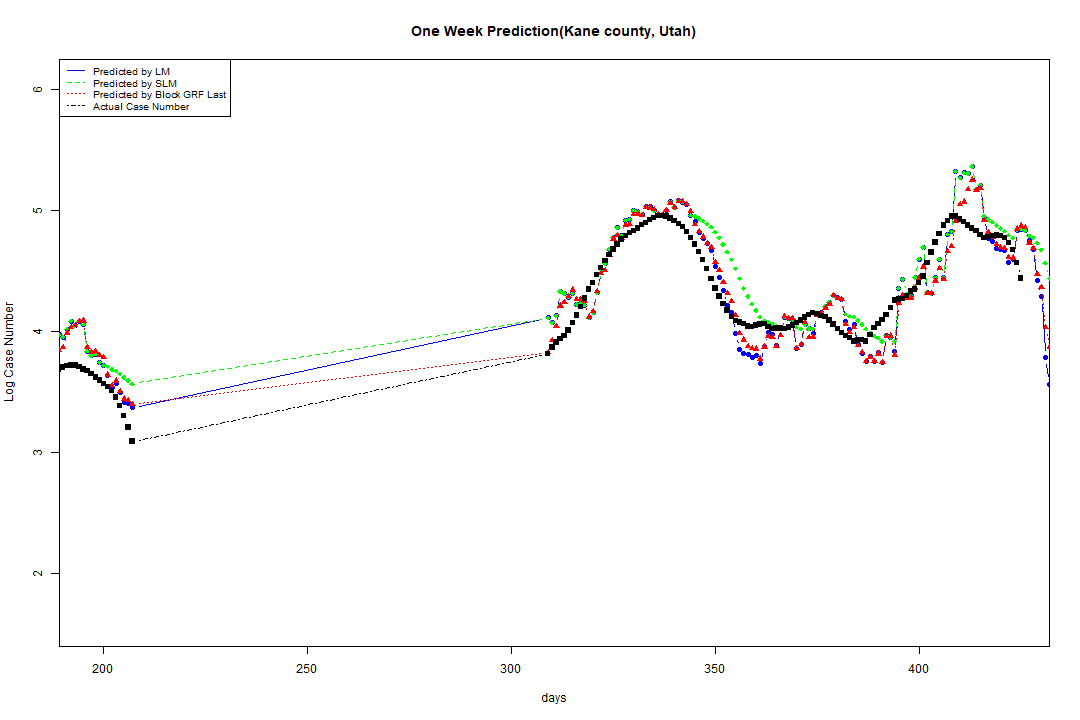 One Week Prediction(Kane county, Utah)
Predicted by LM
Predicted by SLM
Predicted by Block GRF Last
Actual Case Number
6
5
4
3
2
Log Case Number
200 250 300 350 400
days